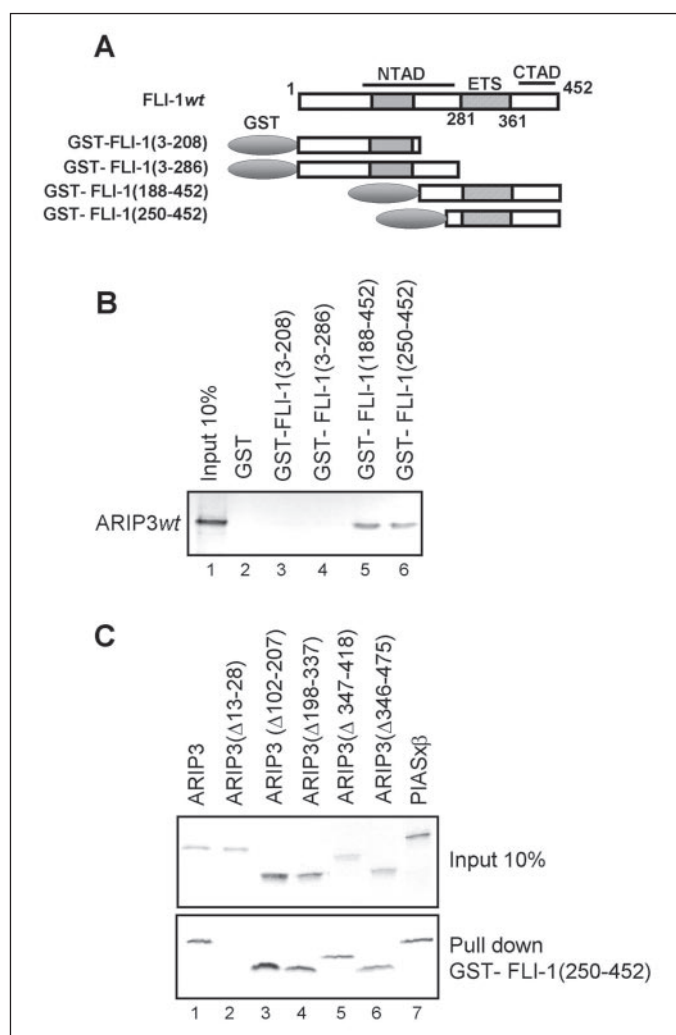 A
1 NTAD ETS CTAD 452
FLI-1wt
281 361
GST
GST-FLI-1(3-208)
GST- FLI-1(3-286)
GST- FLI-1(188-452)
GST- FLI-1(250-452)
B
Input 10%
GST
GST-FLI-1(3-208)
GST- FLI-1(3-286)
GST- FLI-1(188-452)
GST- FLI-1(250-452)
ARIP3wt
1 2 3 4 5 6
C
ARIP3
ARIP3(Δ13-28)
ARIP3 (Δ102-207)
ARIP3(Δ198-337)
ARIP3(Δ 347-418)
ARIP3(Δ346-475)
PIASxβ
Input 10%
Pull down
GST- FLI-1(250-452)
1 2 3 4 5 6 7